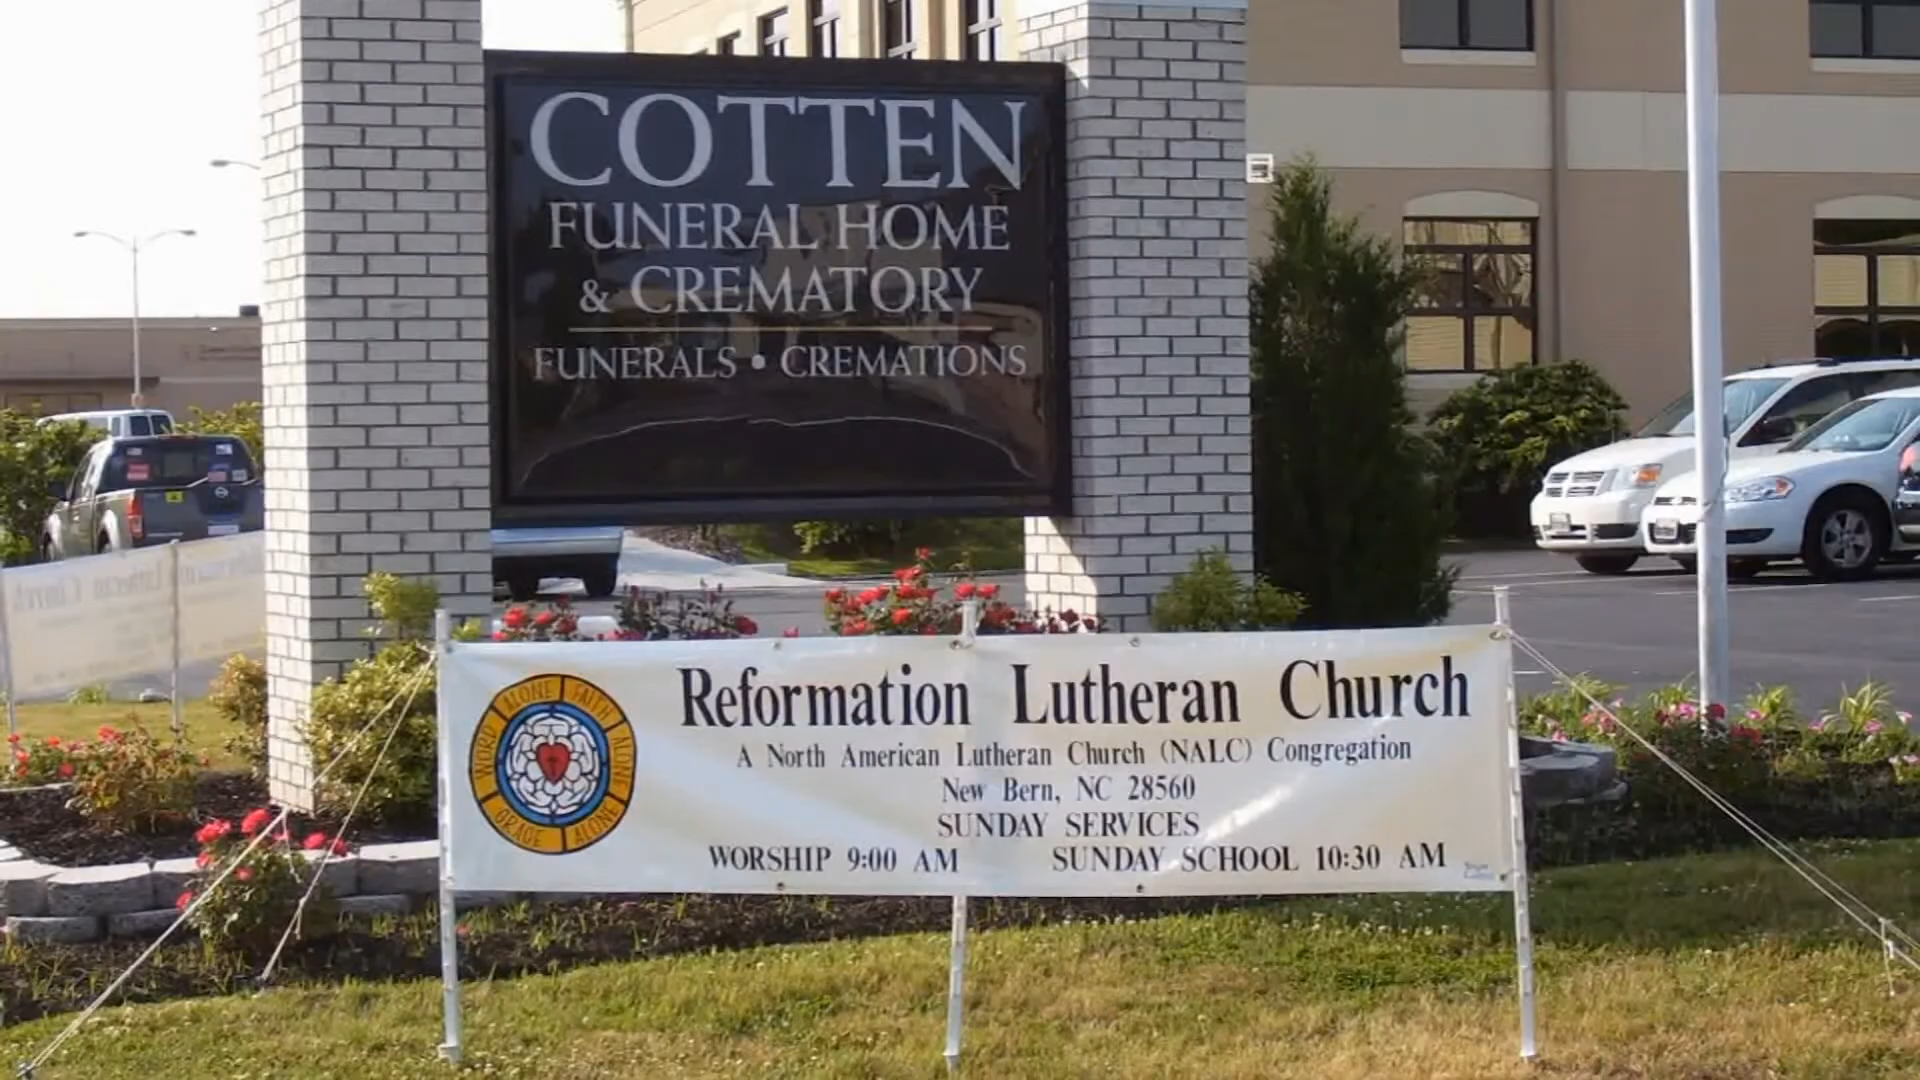 COTTEN
FUNERAL HOME
& CREMATORY
FUNERALS • CREMATIONS
Reformation Lutheran Church
A North American Lutheran Church (NALC) Congregation
New Bern, NC 28560
SUNDAY SERVICES
WORSHIP 9:00 AM SUNDAY SCHOOL 10:30 AM
WORD ALONE FAITH ALONE GRACE ALONE